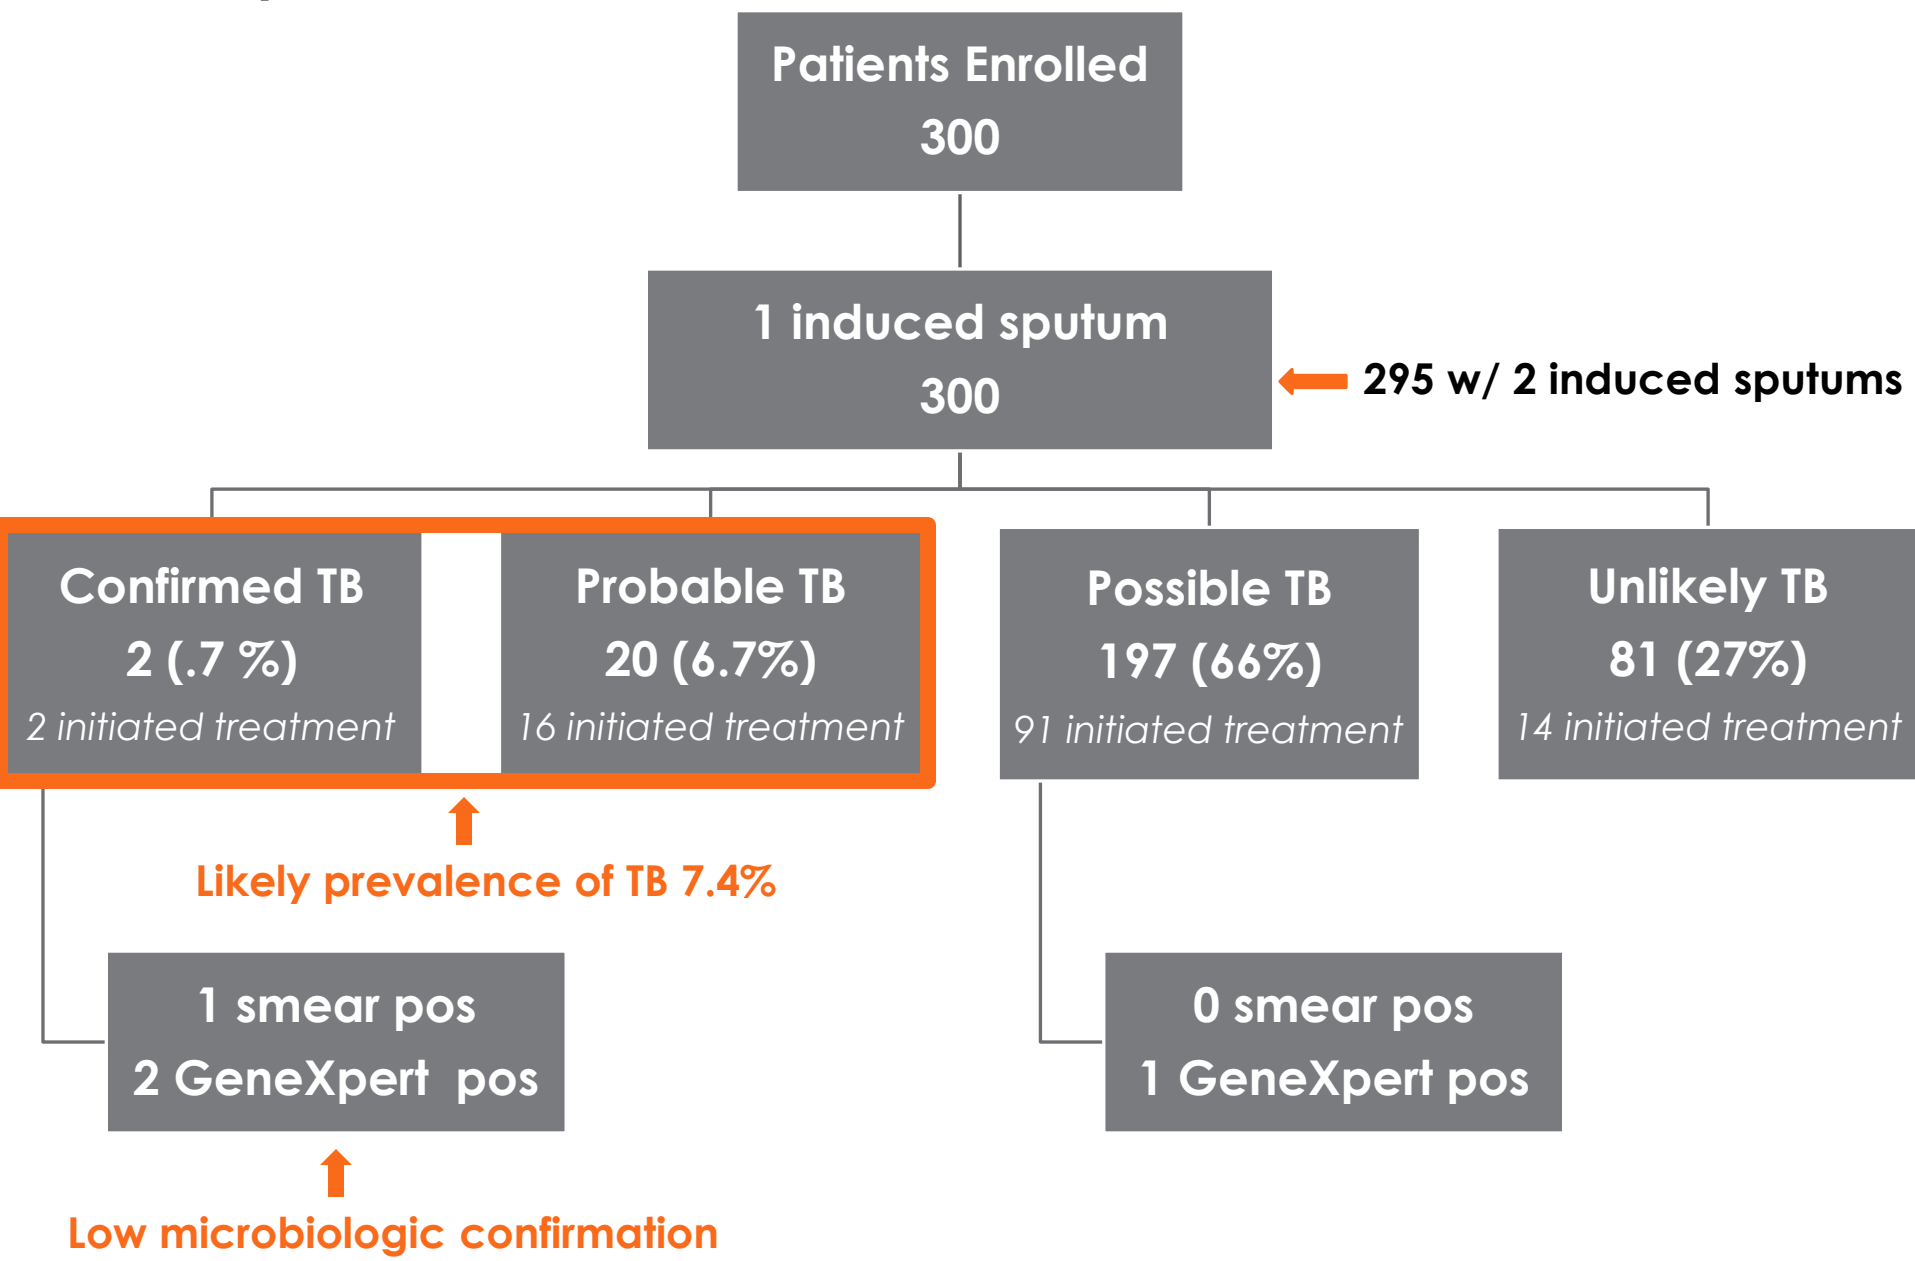 Patients Enrolled
300
1 induced sputum
300
295 w/ 2 induced sputums
Confirmed TB
2 (.7 %)
2 initiated treatment
Probable TB
20 (6.7%)
16 initiated treatment
Possible TB
197 (66%)
91 initiated treatment
Unlikely TB
81 (27%)
14 initiated treatment
Likely prevalence of TB 7.4%
1 smear pos
2 GeneXpert  pos
0 smear pos
1 GeneXpert pos
Low microbiologic confirmation